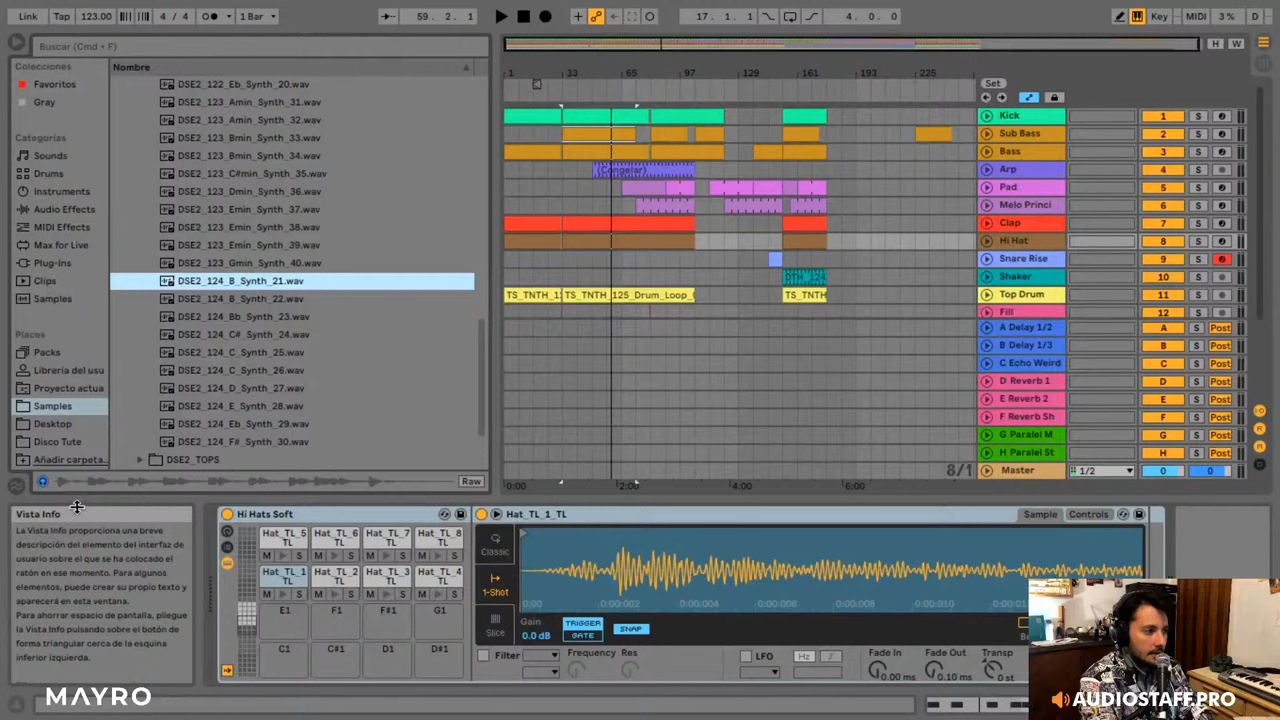 Link Tap 123.00 4 / 4 1 Bar 59. 2. 1 17. 1. 1 4. 0. 0 Key MIDI 3 %
Buscar (Cmd + F)
H W
Colecciones
Favoritos
Gray
Categorías
Sounds
Drums
Instruments
Audio Effects
MIDI Effects
Max for Live
Plug-Ins
Clips
Samples
Places
Packs
Librería del usu
Proyecto actua
Samples
Desktop
Disco Tute
Añadir carpeta...
Nombre
DSE2_122_Eb_Synth_20.wav
DSE2_123_Amin_Synth_31.wav
DSE2_123_Amin_Synth_32.wav
DSE2_123_Bmin_Synth_33.wav
DSE2_123_Bmin_Synth_34.wav
DSE2_123_C#min_Synth_35.wav
DSE2_123_Dmin_Synth_36.wav
DSE2_123_Emin_Synth_37.wav
DSE2_123_Emin_Synth_38.wav
DSE2_123_Fmin_Synth_39.wav
DSE2_123_Gmin_Synth_40.wav
DSE2_124_B_Synth_21.wav
DSE2_124_B_Synth_22.wav
DSE2_124_Bb_Synth_23.wav
DSE2_124_C#_Synth_24.wav
DSE2_124_C_Synth_25.wav
DSE2_124_C_Synth_26.wav
DSE2_124_D_Synth_27.wav
DSE2_124_E_Synth_28.wav
DSE2_124_Eb_Synth_29.wav
DSE2_124_F#_Synth_30.wav
DSE2_TOPS
Raw
1 33 65 97 129 161 193 225
Set
Kick 1 S
Sub Bass 2 S
Bass 3 S
(Congelar) Arp 4 S
Pad 5 S
Melo Princi 6 S
Clap 7 S
Hi Hat 8 S
Snare Rise 9 S
Shaker 10 S
TS_TNTH_1 TS_TNTH_125_Drum_Loop_ TS_TNTH Top Drum 11 S
Fill 12 S
A Delay 1/2 A S Post
B Delay 1/3 B S Post
C Echo Weird C S Post
D Reverb 1 D S Post
E Reverb 2 E S Post
F Reverb Sh F S Post
G Paralel M G S Post
H Paralel St H S Post
8/1 Master 1/2 0 0
0:00 2:00 4:00 6:00
Vista Info
La Vista Info proporciona una breve
descripción del elemento del interfaz de
usuario sobre el que se ha colocado el
ratón en ese momento. Para algunos
elementos, puede crear su propio texto y
aparecerá en esta ventana.
Para ahorrar espacio de pantalla, pliegue
la Vista Info pulsando sobre el botón de
forma triangular cerca de la esquina
inferior izquierda.
Hi Hats Soft
Hat_TL_5 TL Hat_TL_6 TL Hat_TL_7 TL Hat_TL_8 TL
M S M S M S M S
Hat_TL_1 TL Hat_TL_2 TL Hat_TL_3 TL Hat_TL_4 TL
M S M S M S M S
E1 F1 F#1 G1
C1 C#1 D1 D#1
Hat_TL_1_TL Sample Controls
Classic
1-Shot
Slice
0:00 0:00:002 0:00:004 0:00:006 0:00:008 0:00:010
Gain
0.0 dB
TRIGGER
GATE
SNAP
Filter Frequency Res LFO Hz Fade In Fade Out Transp
0.00 ms 0.10 ms 0 st
MAYRO
AUDIOSTAFF.PRO